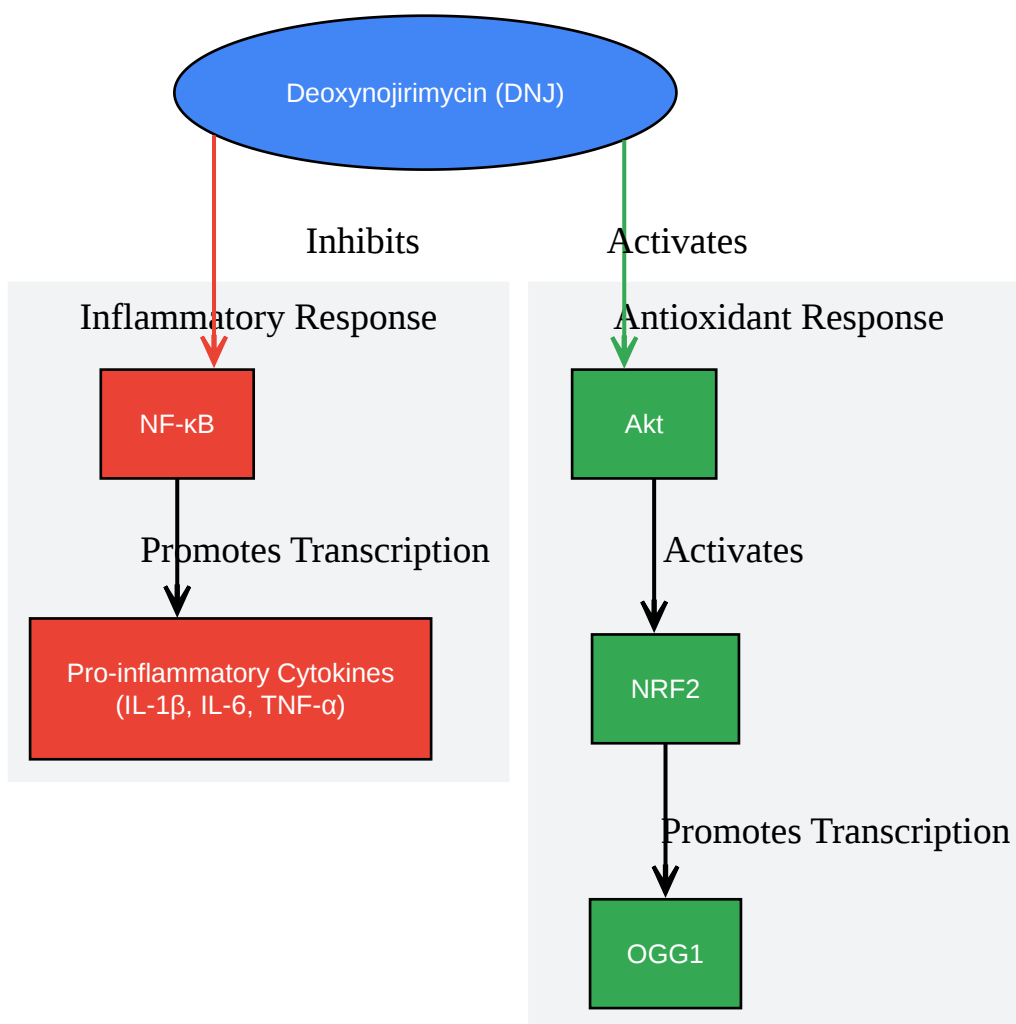 Deoxynojirimycin (DNJ)
Inhibits
Activates
Inflammatory Response
Antioxidant Response
NF-κB
Akt
Promotes Transcription
Activates
Pro-inflammatory Cytokines
(IL-1β, IL-6, TNF-α)
NRF2
Promotes Transcription
OGG1